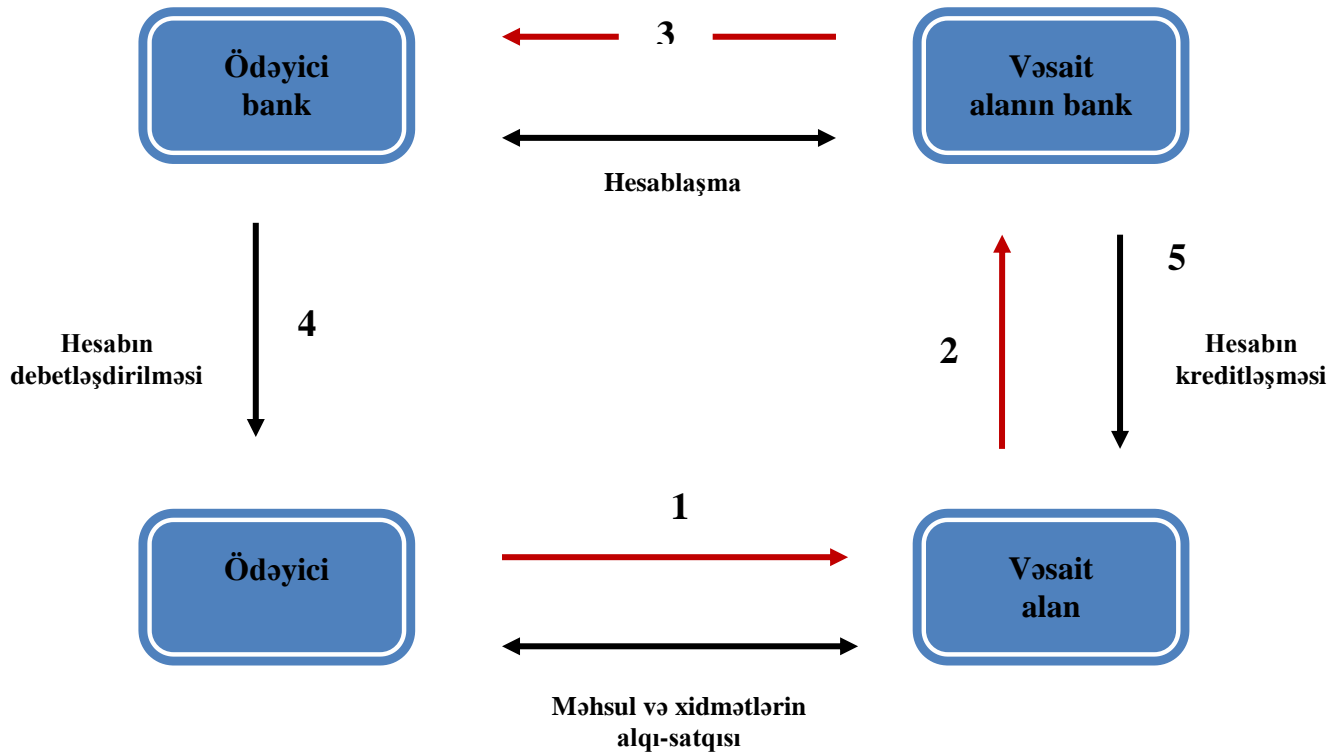 3
Ödəyici
bank
Vəsait
alanın bank
Hesablaşma
4
Hesabın
debetləşdirilməsi
2
5
Hesabın
kreditləşməsi
1
Ödəyici
Vəsait
alan
Məhsul və xidmətlərin
alqı-satqısı